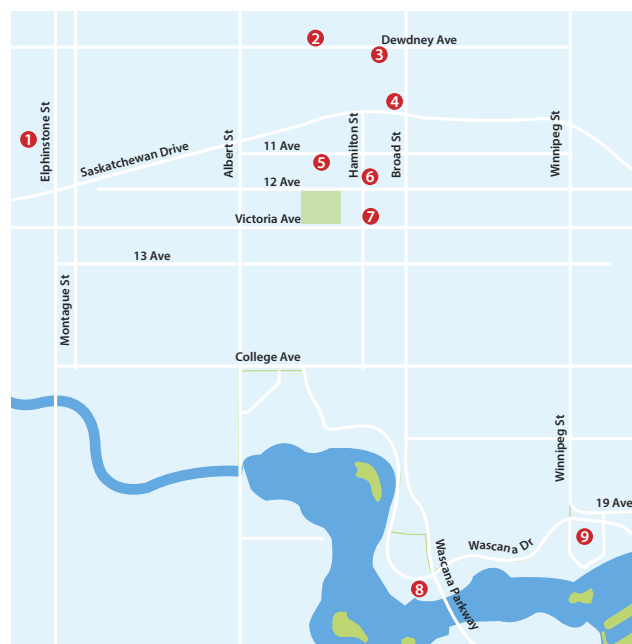 2
Dewdney Ave
3
4
1
Elphinstone St
Saskatchewan Drive
Albert St
11 Ave
Hamilton St
Broad St
Winnipeg St
5
6
12 Ave
Victoria Ave
7
13 Ave
Montague St
College Ave
Winnipeg St
19 Ave
9
Wascana Dr
Wascana Parkway
8